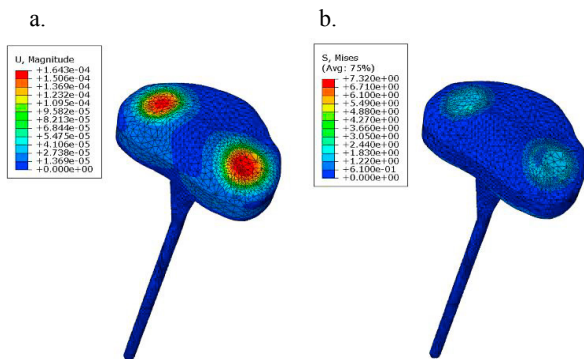 a.
U, Magnitude
+1.643e-04
+1.506e-04
+1.369e-04
+1.232e-04
+1.095e-04
+9.582e-05
+8.213e-05
+6.844e-05
+5.475e-05
+4.106e-05
+2.738e-05
+1.369e-05
+0.000e+00
b.
S, Mises
(Avg: 75%)
+7.320e+00
+6.710e+00
+6.100e+00
+5.490e+00
+4.880e+00
+4.270e+00
+3.660e+00
+3.050e+00
+2.440e+00
+1.830e+00
+1.220e+00
+6.100e-01
+0.000e+00